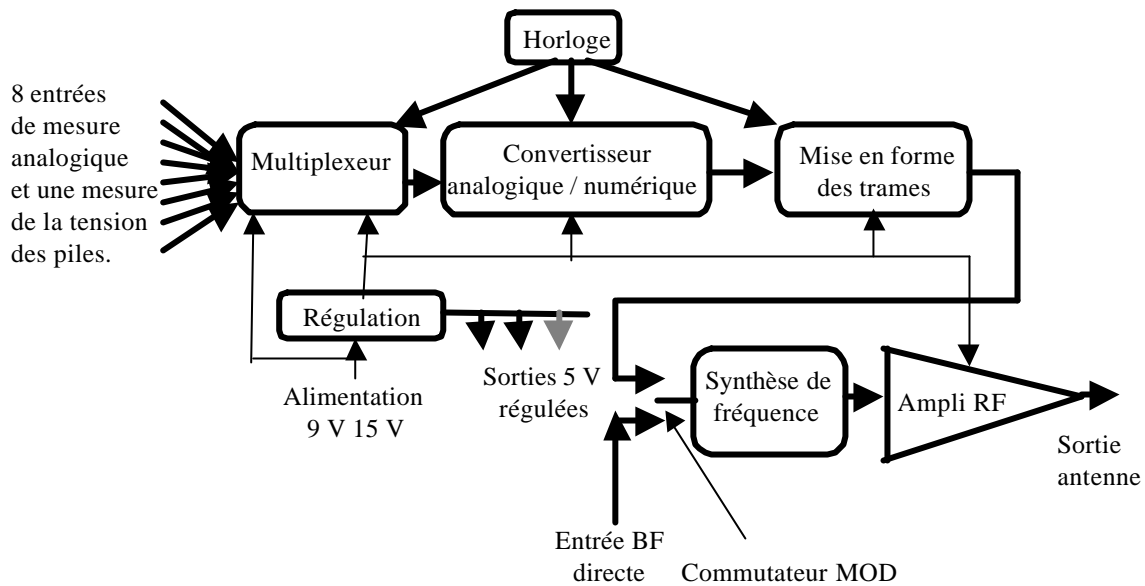 Horloge
8 entrées
de mesure
analogique
et une mesure
de la tension
des piles.
Multiplexeur
Convertisseur
analogique / numérique
Mise en forme
des trames
Régulation
Alimentation
9 V 15 V
Sorties 5 V
régulées
Synthèse de
fréquence
Ampli RF
Sortie
antenne
Entrée BF
directe
Commutateur MOD